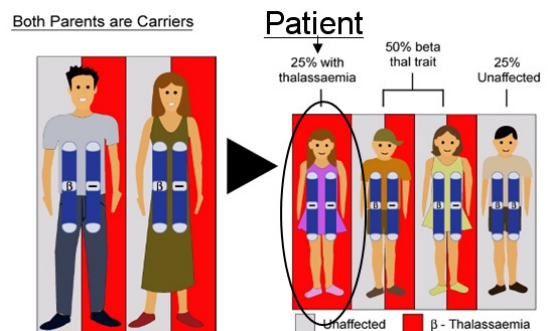 Both Parents are Carriers
Patient
25% with
thalassaemia
50% beta
thal trait
25%
Unaffected
β –
β –
– –
β –
β –
β β
Unaffected
β - Thalassaemia